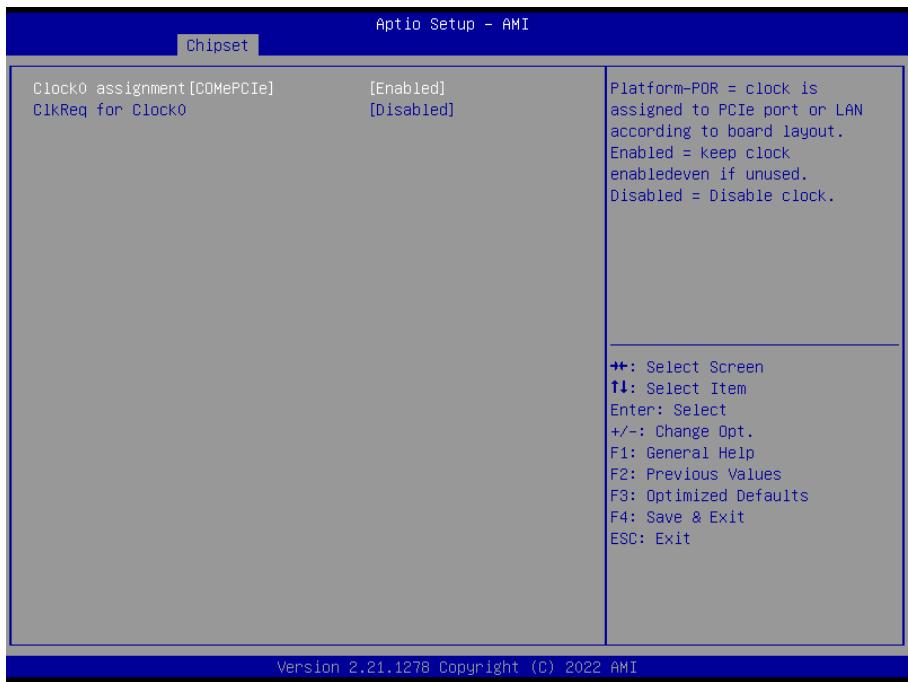 Aptio Setup – AMI
Chipset
Clock0 assignment[COMePCIe] [Enabled]
ClkReq for Clock0 [Disabled]
Platform-POR = clock is
assigned to PCIe port or LAN
according to board layout.
Enabled = keep clock
enabledeven if unused.
Disabled = Disable clock.
→←: Select Screen
↑↓: Select Item
Enter: Select
+/-: Change Opt.
F1: General Help
F2: Previous Values
F3: Optimized Defaults
F4: Save & Exit
ESC: Exit
Version 2.21.1278 Copyright (C) 2022 AMI